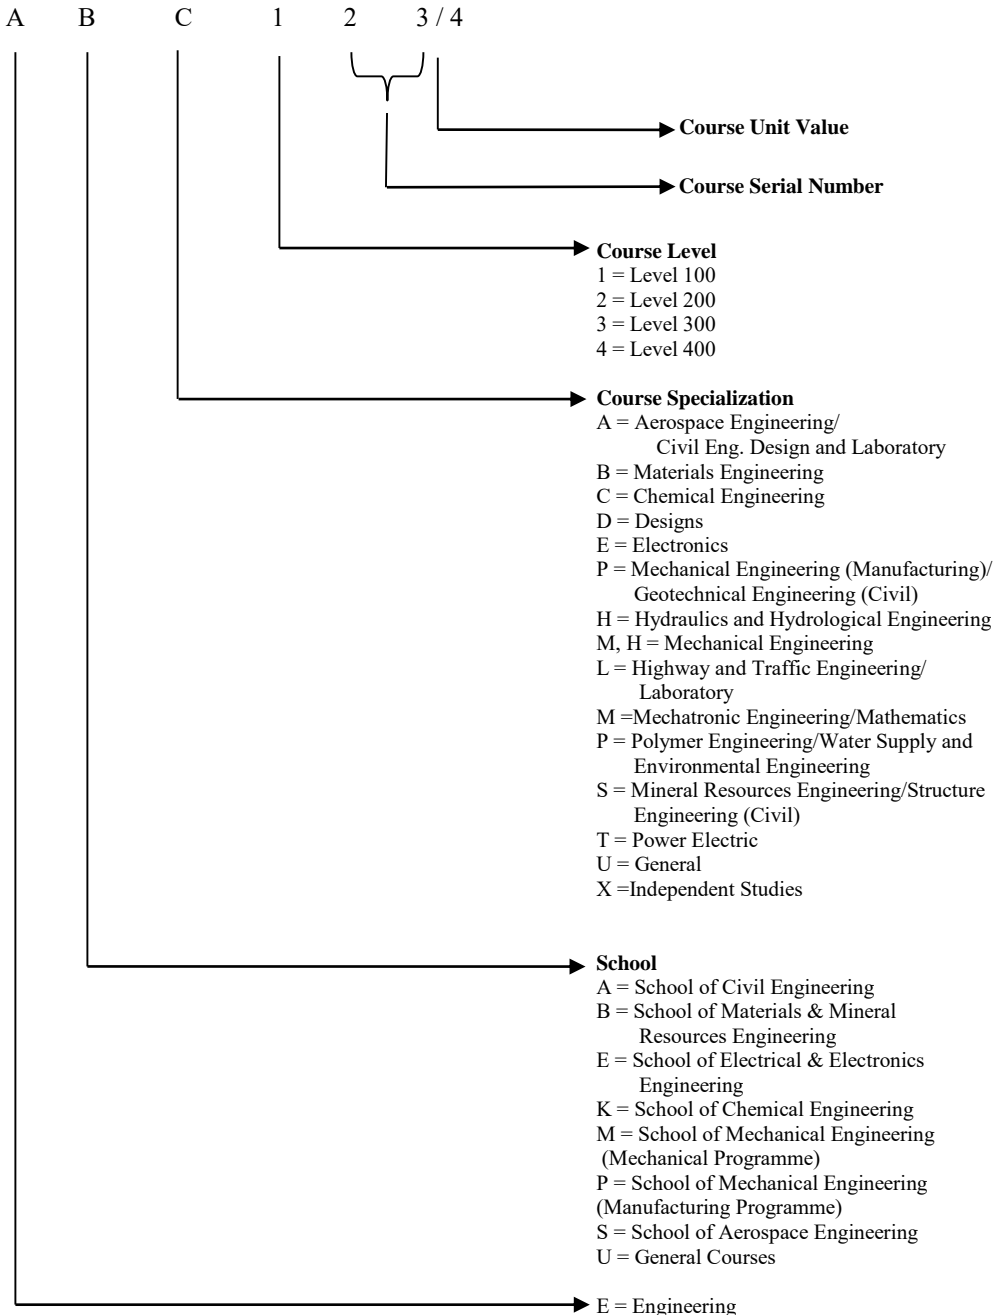 A B C 1 2 3 / 4
Course Unit Value
Course Serial Number
Course Level
1 = Level 100
2 = Level 200
3 = Level 300
4 = Level 400
Course Specialization
A = Aerospace Engineering/
Civil Eng. Design and Laboratory
B = Materials Engineering
C = Chemical Engineering
D = Designs
E = Electronics
P = Mechanical Engineering (Manufacturing)/
Geotechnical Engineering (Civil)
H = Hydraulics and Hydrological Engineering
M, H = Mechanical Engineering
L = Highway and Traffic Engineering/
Laboratory
M =Mechatronic Engineering/Mathematics
P = Polymer Engineering/Water Supply and
Environmental Engineering
S = Mineral Resources Engineering/Structure
Engineering (Civil)
T = Power Electric
U = General
X =Independent Studies
School
A = School of Civil Engineering
B = School of Materials & Mineral
Resources Engineering
E = School of Electrical & Electronics
Engineering
K = School of Chemical Engineering
M = School of Mechanical Engineering
(Mechanical Programme)
P = School of Mechanical Engineering
(Manufacturing Programme)
S = School of Aerospace Engineering
U = General Courses
E = Engineering